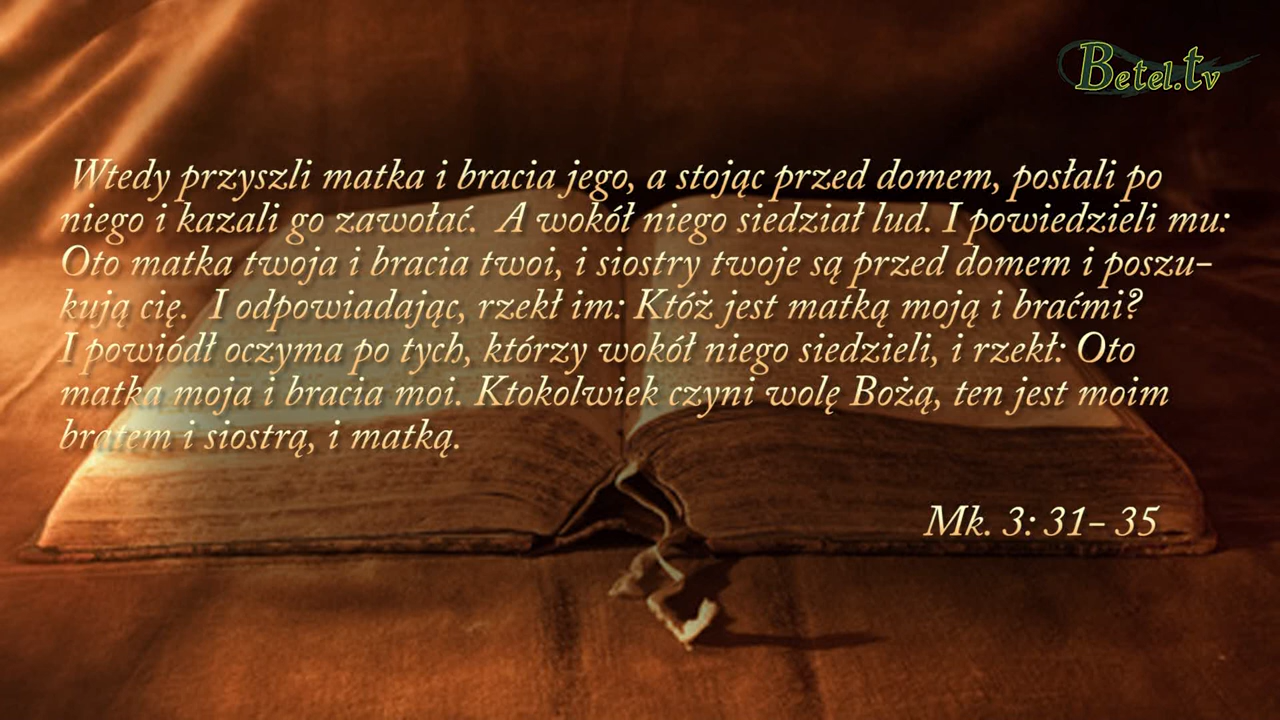 Betel.tv
Wtedy przyszli matka i bracia jego, a stojąc przed domem, posłali po
niego i kazali go zawołać. A wokół niego siedział lud. I powiedzieli mu:
Oto matka twoja i bracia twoi, i siostry twoje są przed domem i poszu-
kują cię. I odpowiadając, rzekł im: Któż jest matką moją i braćmi?
I powiódł oczyma po tych, którzy wokół niego siedzieli, i rzekł: Oto
matka moja i bracia moi. Ktokolwiek czyni wolę Bożą, ten jest moim
bratem i siostrą, i matką.
Mk. 3: 31- 35